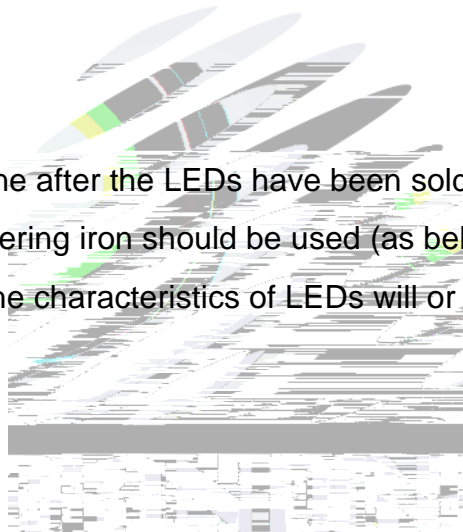 ne after the LEDs have been sold
ering iron should be used (as bel
ne characteristics of LEDs will or